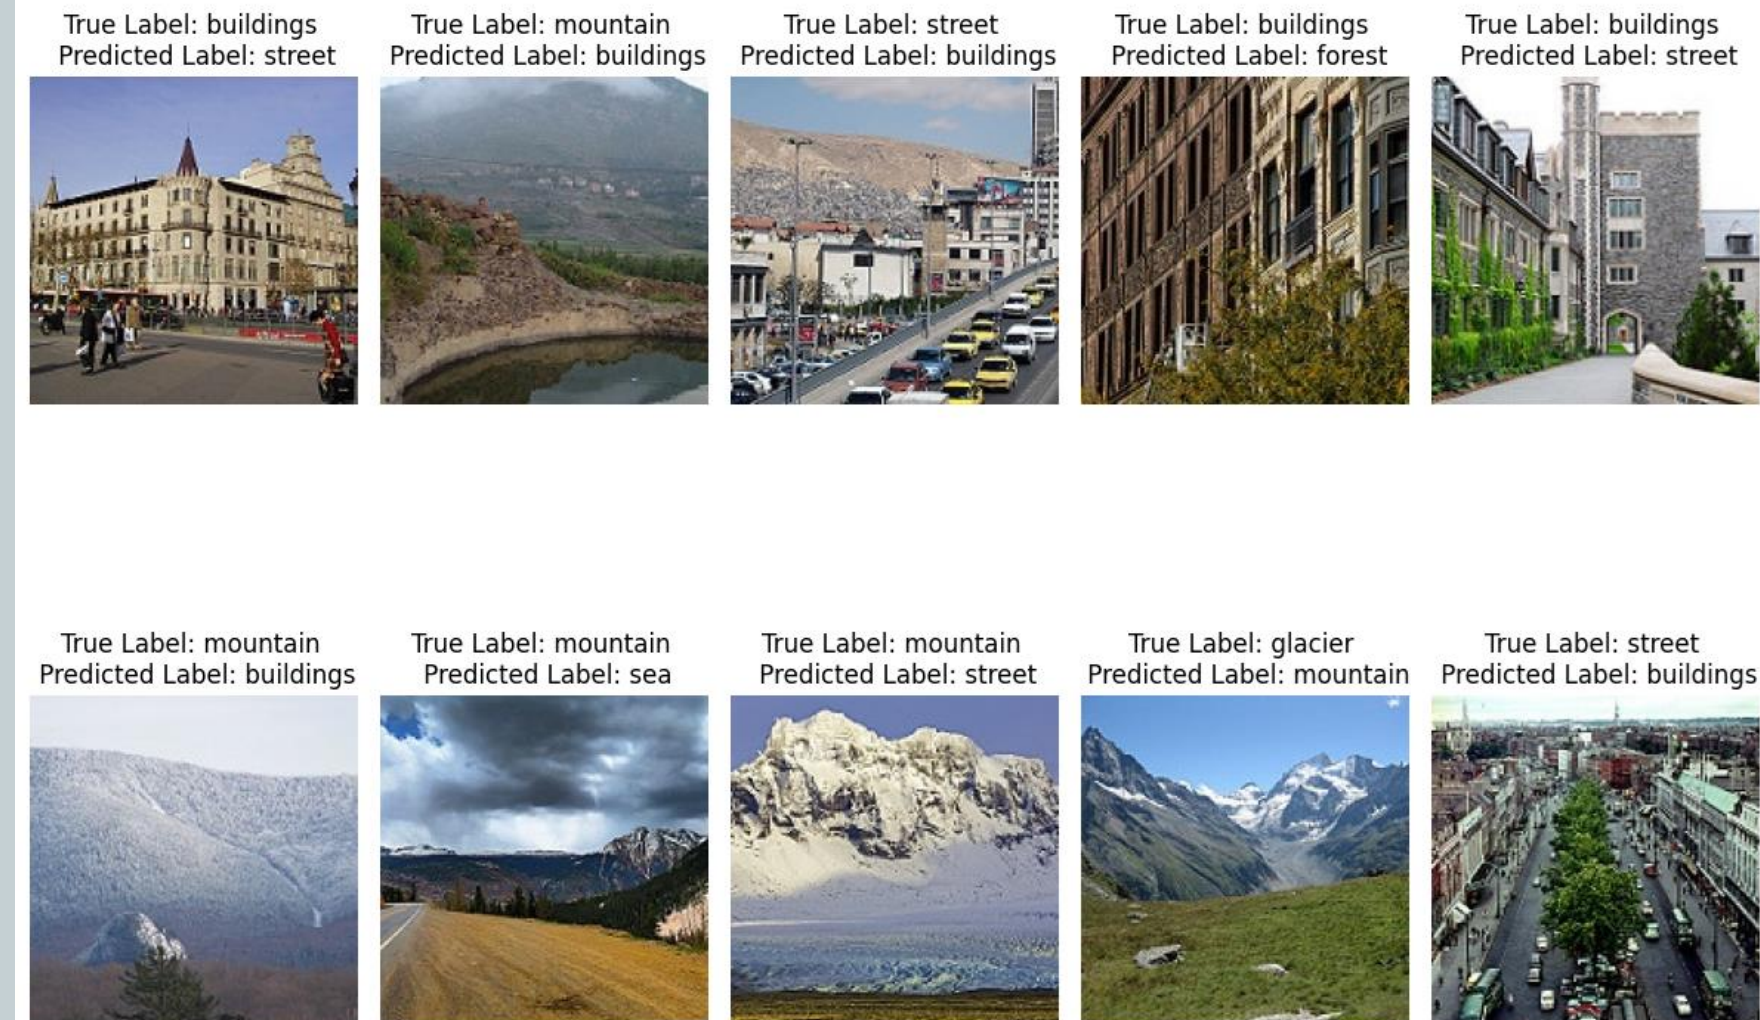 True Label: buildings
Predicted Label: street
True Label: mountain
Predicted Label: buildings
True Label: street
Predicted Label: buildings
True Label: buildings
Predicted Label: forest
True Label: buildings
Predicted Label: street
True Label: mountain
Predicted Label: buildings
True Label: mountain
Predicted Label: sea
True Label: mountain
Predicted Label: street
True Label: glacier
Predicted Label: mountain
True Label: street
Predicted Label: buildings